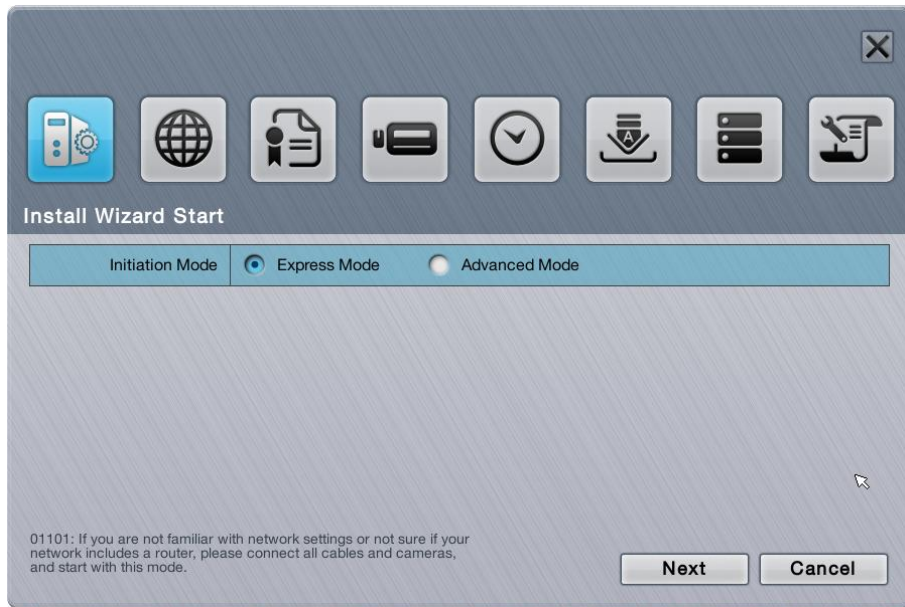 Install Wizard Start
Initiation Mode Express Mode Advanced Mode
01101: If you are not familiar with network settings or not sure if your
network includes a router, please connect all cables and cameras,
and start with this mode.
Next Cancel